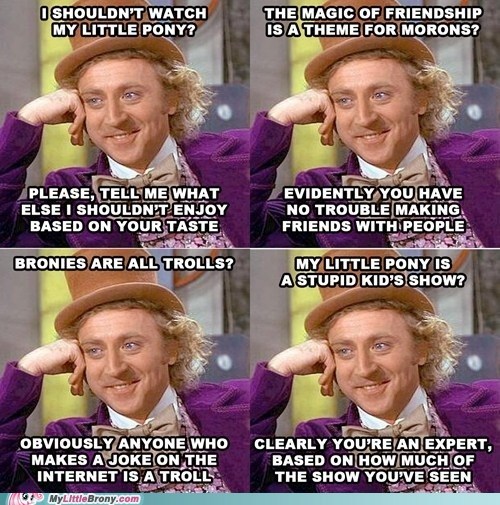 I SHOULDN'T WATCH
MY LITTLE PONY?
PLEASE, TELL ME WHAT
ELSE I SHOULDN'T ENJOY
BASED ON YOUR TASTE
THE MAGIC OF FRIENDSHIP
IS A THEME FOR MORONS?
EVIDENTLY YOU HAVE
NO TROUBLE MAKING
FRIENDS WITH PEOPLE
BRONIES ARE ALL TROLLS?
OBVIOUSLY ANYONE WHO
MAKES A JOKE ON THE
INTERNET IS A TROLL
MY LITTLE PONY IS
A STUPID KID'S SHOW?
CLEARLY YOU'RE AN EXPERT,
BASED ON HOW MUCH OF
THE SHOW YOU'VE SEEN
MyLittleBrony.com